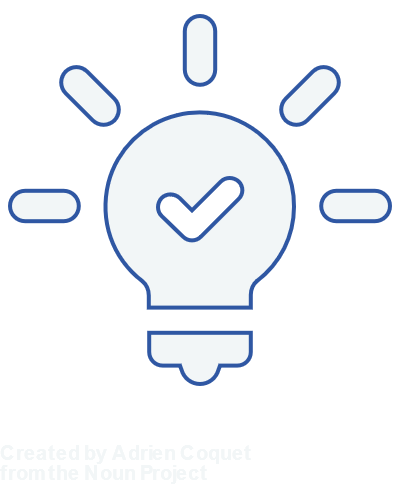 Created by Adrien Coquet
from the Noun Project